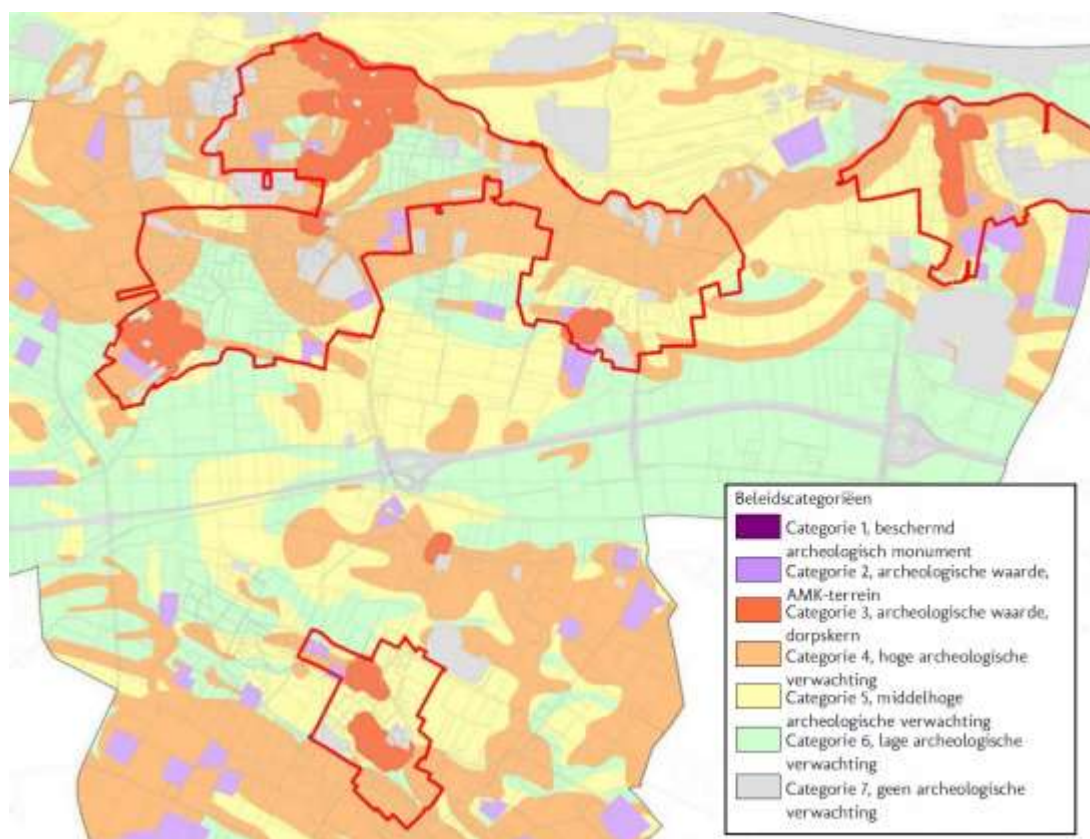 Beleidscategorieën
Categorie 1, beschermd
archeologisch monument
Categorie 2, archeologische waarde,
AMK-terrein
Categorie 3, archeologische waarde,
dorpskern
Categorie 4, hoge archeologische
verwachting
Categorie 5, middelhoge
archeologische verwachting
Categorie 6, lage archeologische
verwachting
Categorie 7, geen archeologische
verwachting